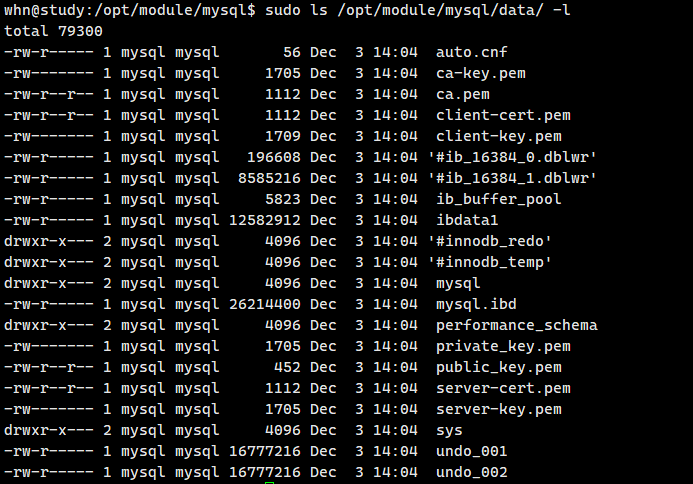 whn@study:/opt/module/mysql$ sudo ls /opt/module/mysql/data/ -l
total 79300
-rw-r----- 1 mysql mysql       56 Dec  3 14:04  auto.cnf
-rw------- 1 mysql mysql     1705 Dec  3 14:04  ca-key.pem
-rw-r--r-- 1 mysql mysql     1112 Dec  3 14:04  ca.pem
-rw-r--r-- 1 mysql mysql     1112 Dec  3 14:04  client-cert.pem
-rw------- 1 mysql mysql     1709 Dec  3 14:04  client-key.pem
-rw-r----- 1 mysql mysql   196608 Dec  3 14:04 '#ib_16384_0.dblwr'
-rw-r----- 1 mysql mysql  8585216 Dec  3 14:04 '#ib_16384_1.dblwr'
-rw-r----- 1 mysql mysql     5823 Dec  3 14:04  ib_buffer_pool
-rw-r----- 1 mysql mysql 12582912 Dec  3 14:04  ibdata1
drwxr-x--- 2 mysql mysql     4096 Dec  3 14:04 '#innodb_redo'
drwxr-x--- 2 mysql mysql     4096 Dec  3 14:04 '#innodb_temp'
drwxr-x--- 2 mysql mysql     4096 Dec  3 14:04  mysql
-rw-r----- 1 mysql mysql 26214400 Dec  3 14:04  mysql.ibd
drwxr-x--- 2 mysql mysql     4096 Dec  3 14:04  performance_schema
-rw------- 1 mysql mysql     1705 Dec  3 14:04  private_key.pem
-rw-r--r-- 1 mysql mysql      452 Dec  3 14:04  public_key.pem
-rw-r--r-- 1 mysql mysql     1112 Dec  3 14:04  server-cert.pem
-rw------- 1 mysql mysql     1705 Dec  3 14:04  server-key.pem
drwxr-x--- 2 mysql mysql     4096 Dec  3 14:04  sys
-rw-r----- 1 mysql mysql 16777216 Dec  3 14:04  undo_001
-rw-r----- 1 mysql mysql 16777216 Dec  3 14:04  undo_002